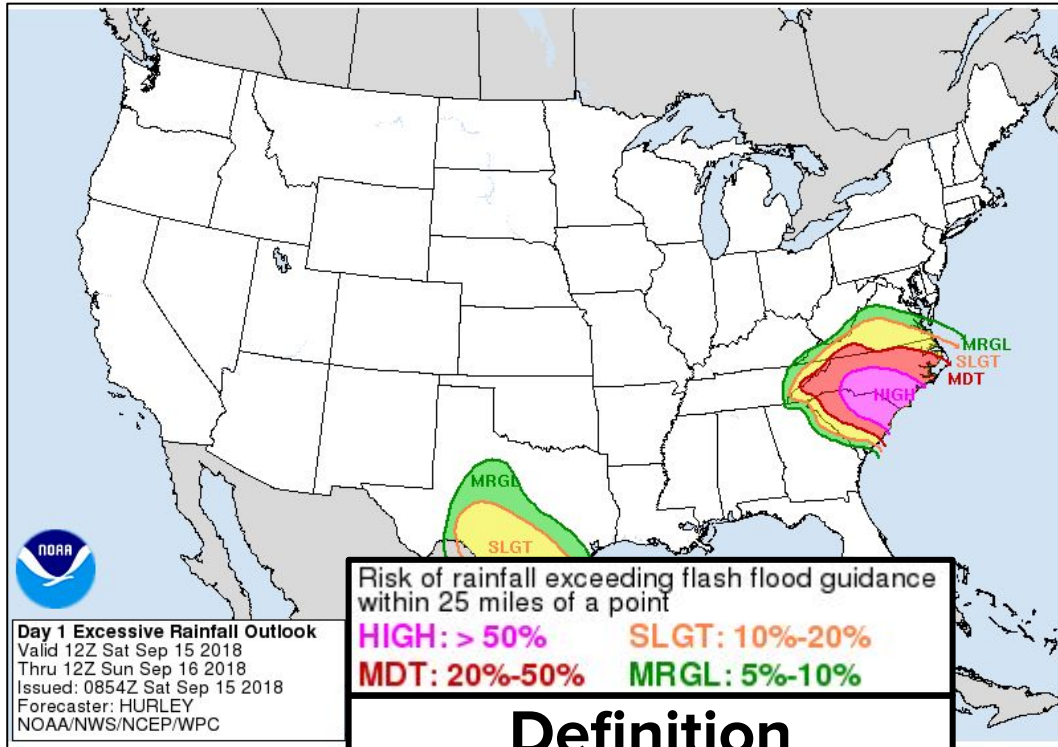 MRGL
SLGT
MDT
HIGH
MRGL
SLGT
NOAA
Day 1 Excessive Rainfall Outlook
Valid 12Z Sat Sep 15 2018
Thru 12Z Sun Sep 16 2018
Issued: 0854Z Sat Sep 15 2018
Forecaster: HURLEY
NOAA/NWS/NCEP/WPC
Risk of rainfall exceeding flash flood guidance
within 25 miles of a point
HIGH: > 50% SLGT: 10%-20%
MDT: 20%-50% MRGL: 5%-10%
Definition